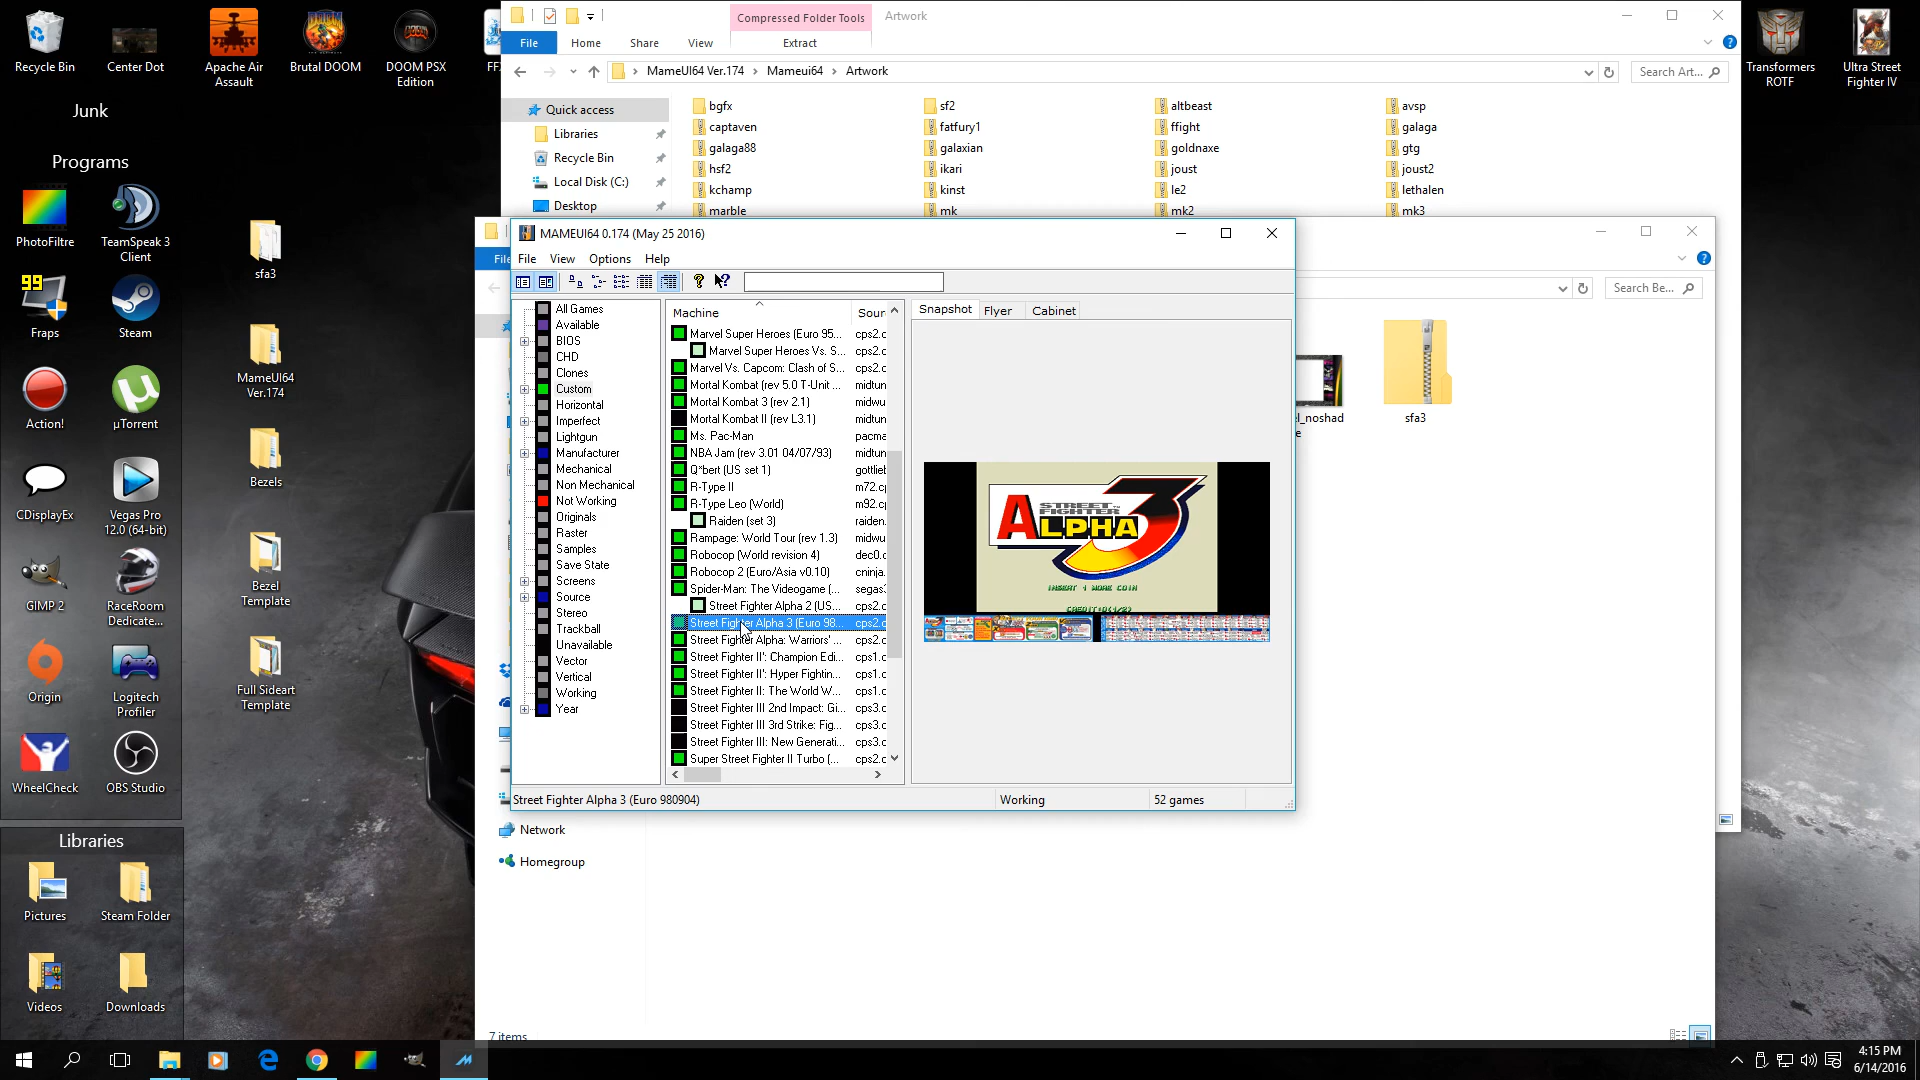 Recycle Bin
Center Dot
Apache Air
Assault
Brutal DOOM
DOOM PSX
Edition
Junk
Programs
PhotoFiltre
TeamSpeak 3
Client
99
Fraps
Steam
Action!
µTorrent
CDisplayEx
Vegas Pro
12.0 (64-bit)
GIMP 2
RaceRoom
Dedicate...
Origin
Logitech
Profiler
WheelCheck
OBS Studio
Libraries
Pictures
Steam Folder
Videos
Downloads
sfa3
MameUI64
Ver.174
Bezels
Bezel
Template
Full Sideart
Template
Compressed Folder Tools
Artwork
File
Home
Share
View
Extract
MameUI64 Ver.174
Mameui64
Artwork
Search Art...
Quick access
Libraries
Recycle Bin
Local Disk (C:)
Desktop
bgfx
sf2
altbeast
avsp
captaven
fatfury1
ffight
galaga
galaga88
galaxian
goldnaxe
gtg
hsf2
ikari
joust
joust2
kchamp
kinst
le2
lethalen
marble
mk
mk2
mk3
Transformers
ROTF
Ultra Street
Fighter IV
Search Be...
sfa3
Network
Homegroup
7 items
MAMEUI64 0.174 (May 25 2016)
File
View
Options
Help
All Games
Available
BIOS
CHD
Clones
Custom
Horizontal
Imperfect
Lightgun
Manufacturer
Mechanical
Non Mechanical
Not Working
Originals
Raster
Samples
Save State
Screens
Source
Stereo
Trackball
Unavailable
Vector
Vertical
Working
Year
Machine
Marvel Super Heroes (Euro 95... cps2.c
Marvel Super Heroes Vs. S... cps2.c
Marvel Vs. Capcom: Clash of S... cps2.c
Mortal Kombat (rev 5.0 T-Unit ... midtun
Mortal Kombat 3 (rev 2.1) midwu
Mortal Kombat II (rev L3.1) midtun
Ms. Pac-Man pacma
NBA Jam (rev 3.01 04/07/93) midtun
Q*bert (US set 1) gottlieb
R-Type II m72.cp
R-Type Leo (World) m92.cp
Raiden (set 3) raiden.
Rampage: World Tour (rev 1.3) midwu
Robocop (World revision 4) dec0.c
Robocop 2 (Euro/Asia v0.10) cninja.
Spider-Man: The Videogame (... segas3
Street Fighter Alpha 2 (US... cps2.c
Street Fighter Alpha 3 (Euro 98... cps2.c
Street Fighter Alpha: Warriors' ... cps2.c
Street Fighter II': Champion Edi... cps1.c
Street Fighter II': Hyper Fightin... cps1.c
Street Fighter II: The World W... cps1.c
Street Fighter III 2nd Impact: Gi... cps3.c
Street Fighter III 3rd Strike: Fig... cps3.c
Street Fighter III: New Generati... cps3.c
Super Street Fighter II Turbo (... cps2.c
Snapshot
Flyer
Cabinet
STREET
FIGHTER
ALPHA 3
INSERT 1 MORE COIN
Street Fighter Alpha 3 (Euro 980904)
Working
52 games
4:15 PM
6/14/2016